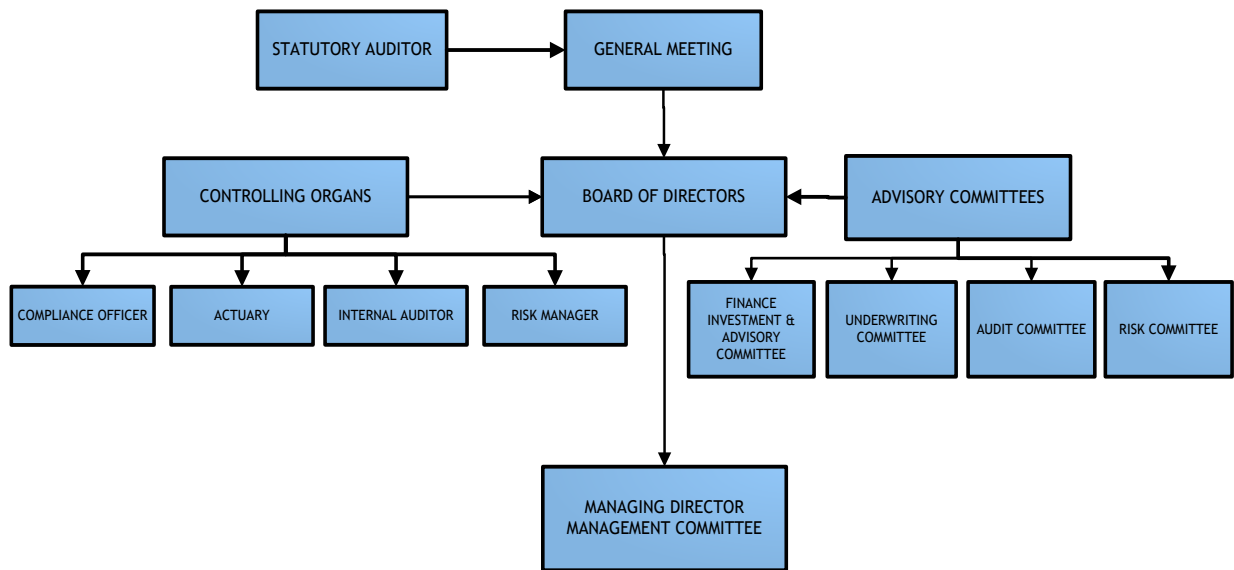 STATUTORY AUDITOR
GENERAL MEETING
CONTROLLING ORGANS
BOARD OF DIRECTORS
ADVISORY COMMITTEES
COMPLIANCE OFFICER
ACTUARY
INTERNAL AUDITOR
RISK MANAGER
FINANCE
INVESTMENT &
ADVISORY
COMMITTEE
UNDERWRITING
COMMITTEE
AUDIT COMMITTEE
RISK COMMITTEE
MANAGING DIRECTOR
MANAGEMENT COMMITTEE